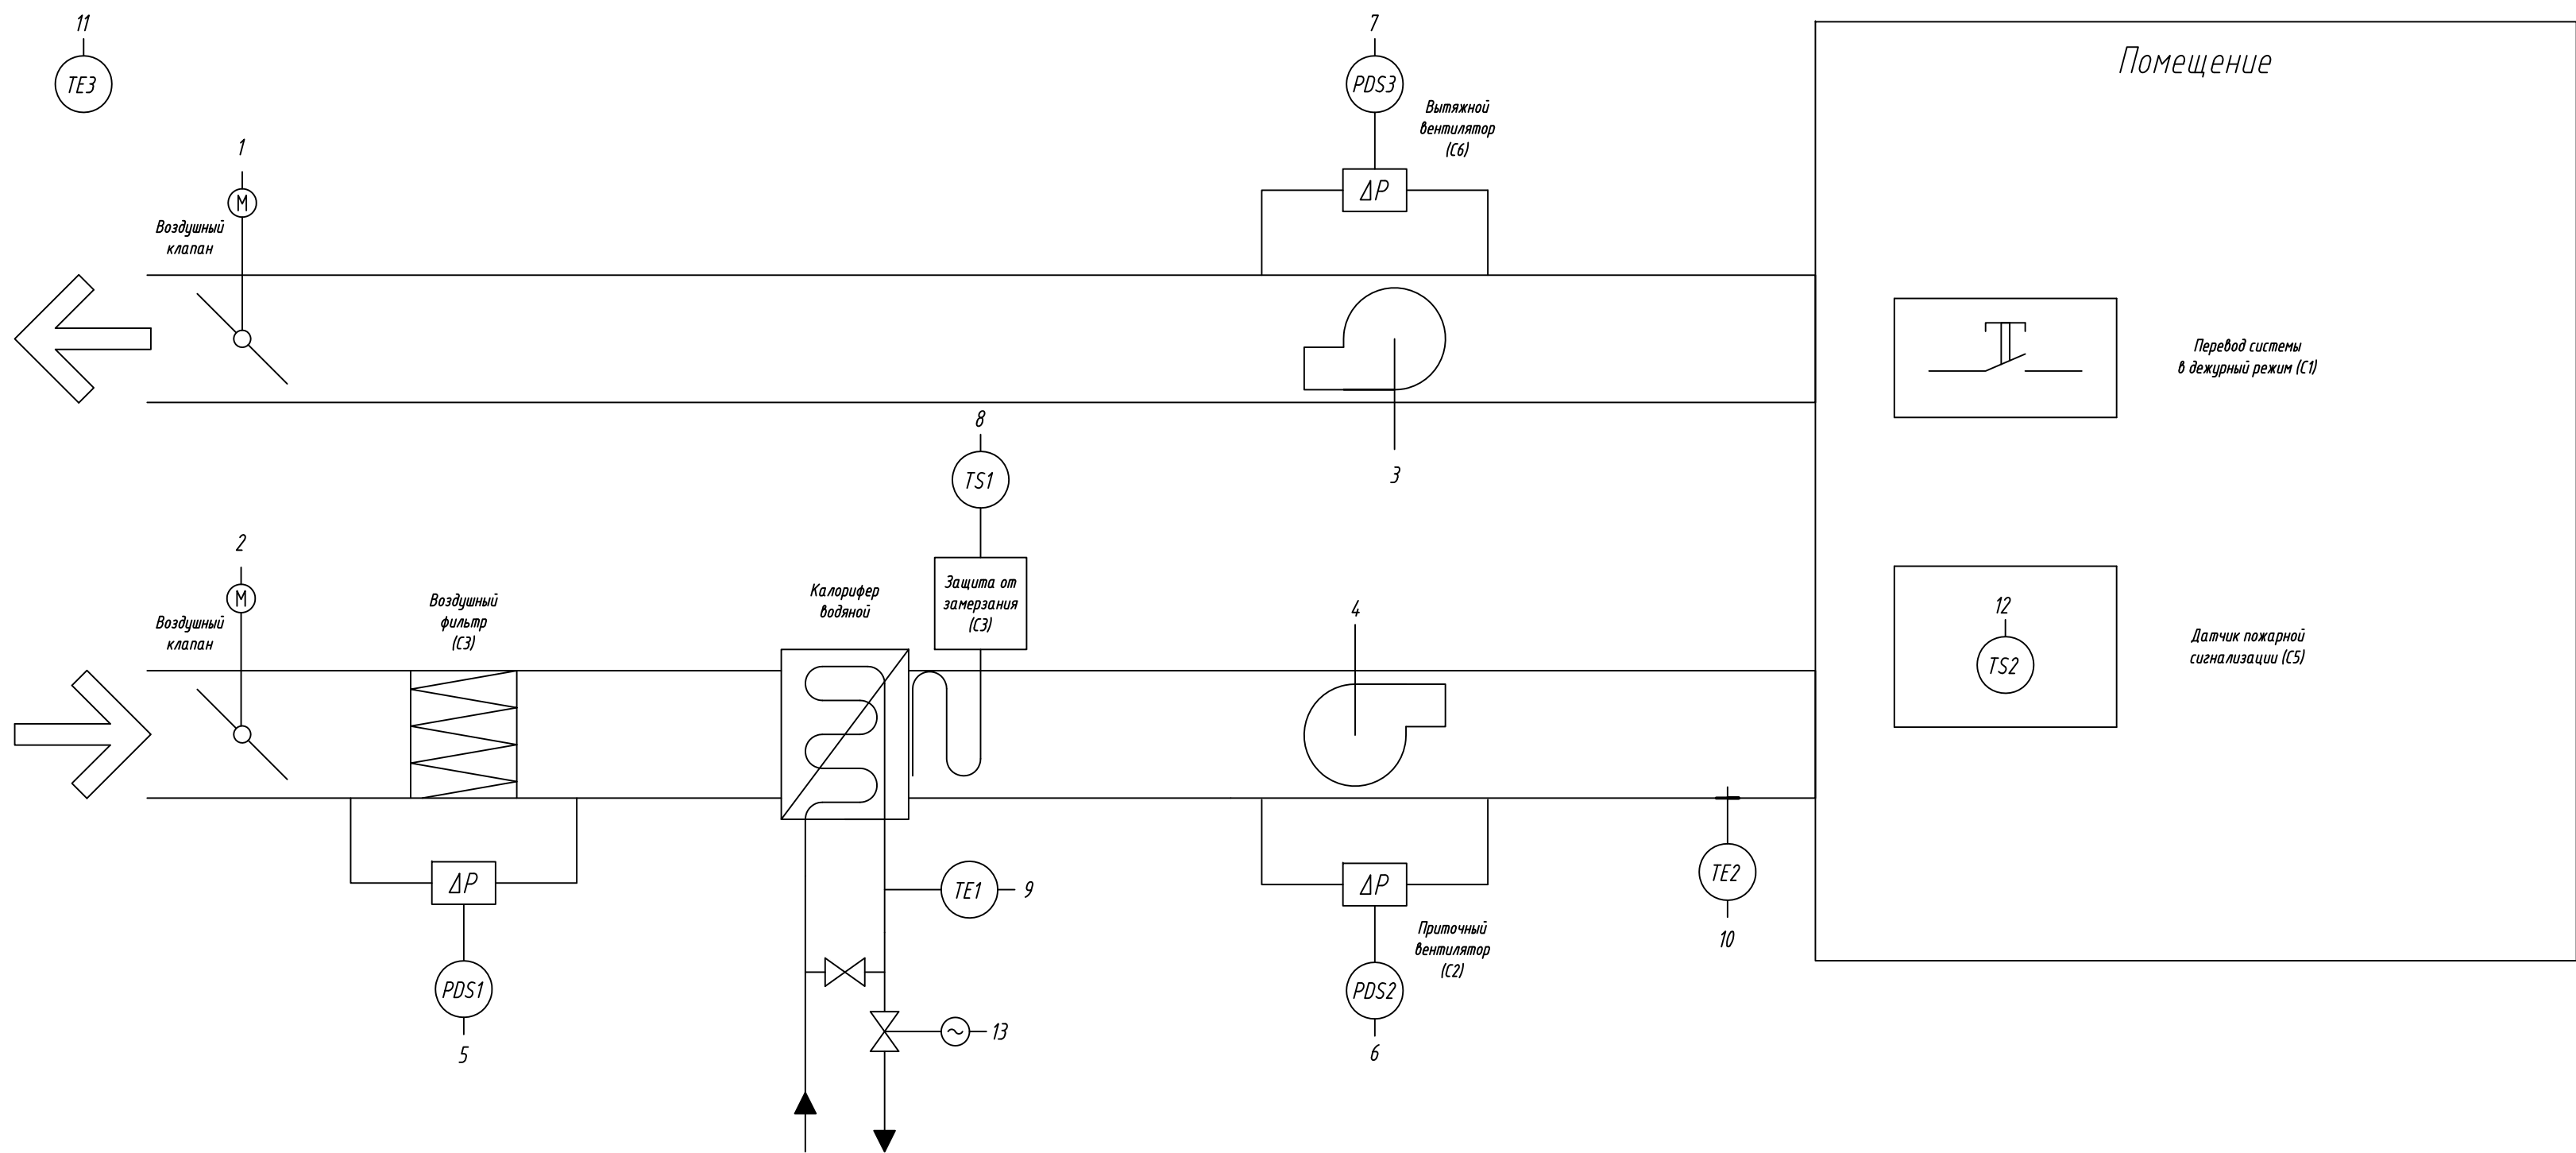 11
TE3
7
PDS3
Вытяжной
вентилятор
(С6)
ΔP
Помещение
1
M
Воздушный
клапан
3
Перевод системы
в дежурный режим (С1)
8
TS1
Защита от
замерзания
(С3)
2
M
Воздушный
клапан
Воздушный
фильтр
(С3)
Калорифер
водяной
4
12
TS2
Датчик пожарной
сигнализации (С5)
ΔP
PDS1
5
TE1
9
13
ΔP
PDS2
6
Приточный
вентилятор
(С2)
TE2
10